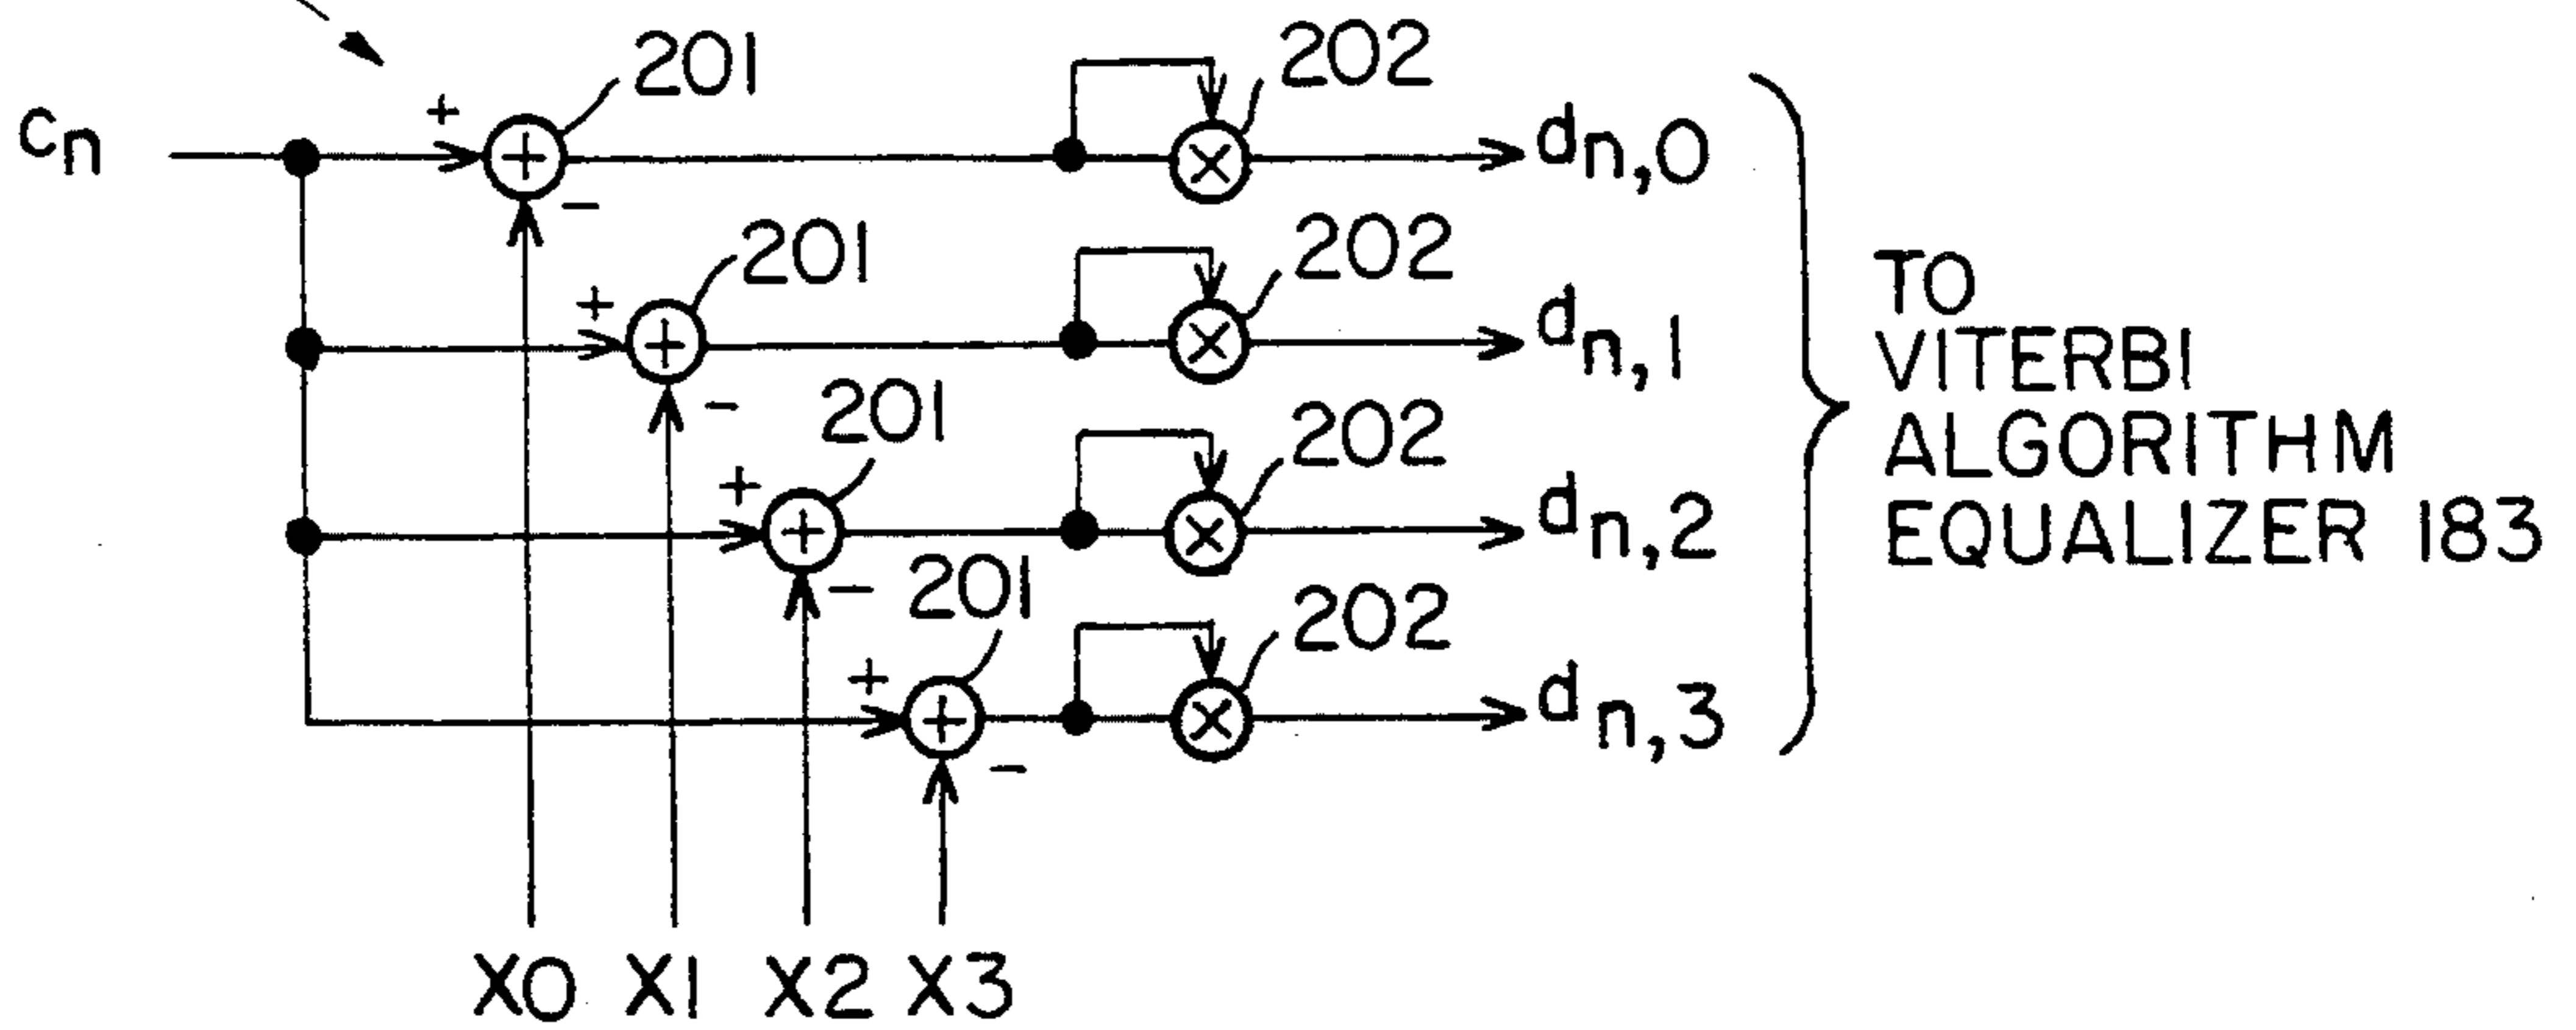 cn
+
201
202
dn,0
-
+
201
202
dn,1
-
+
201
202
dn,2
-
+
201
202
dn,3
-
X0 X1 X2 X3
TO
VITERBI
ALGORITHM
EQUALIZER 183